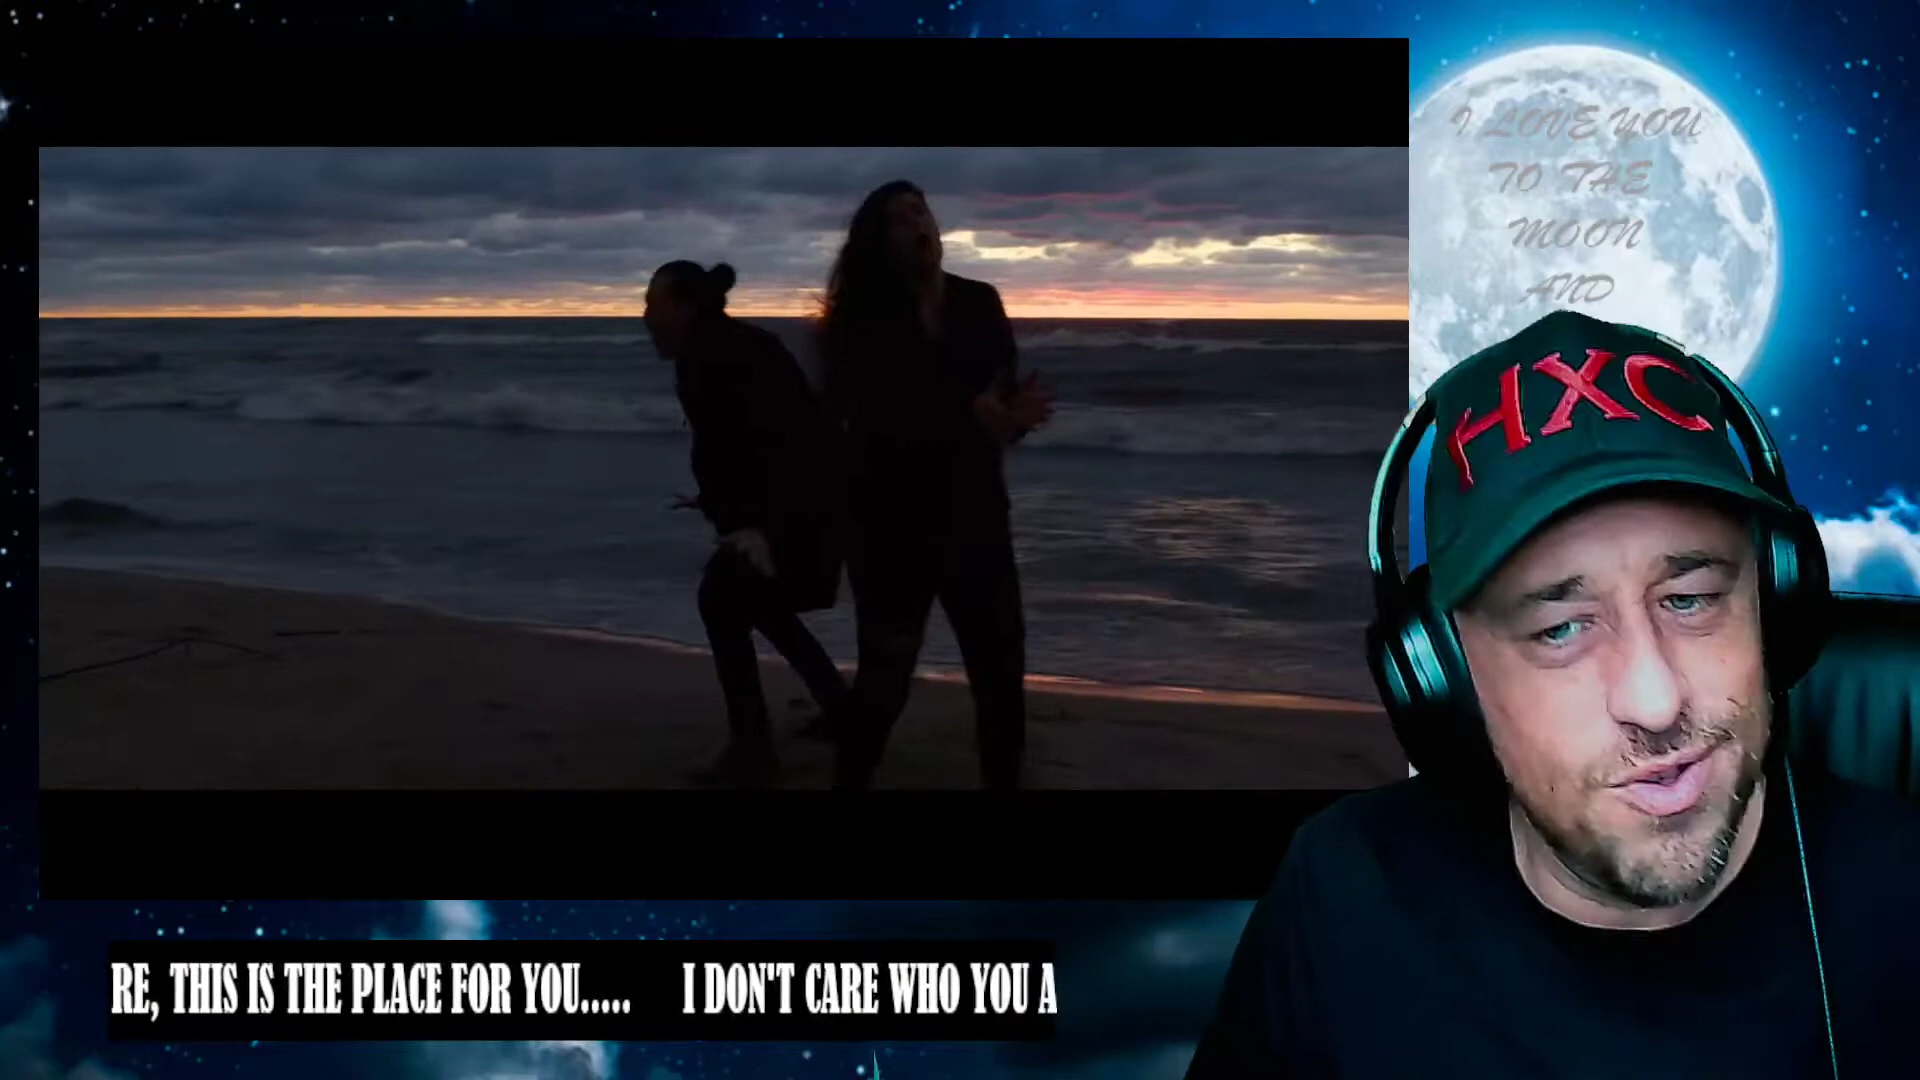 I LOVE YOU
TO THE
MOON
AND
HXC
RE, THIS IS THE PLACE FOR YOU..... I DON'T CARE WHO YOU A